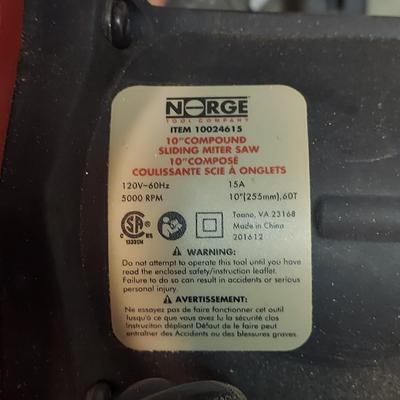 NORGE
TOOL COMPANY
ITEM 10024615
10"COMPOUND
SLIDING MITER SAW
10"COMPOSÉ
COULISSANTE SCIE À ONGLETS
120V~60Hz 15A
5000 RPM 10"(255mm),60T
Toano, VA 23168
Made in China
201612
WARNING:
Do not attempt to operate this tool until you have
read the enclosed safety/instruction leaflet.
Failure to do so can result in accidents or serious
personal injury.
AVERTISSEMENT:
Ne essayez pas de faire fonctionner cet outil
lusqu'à ce que vous avez lu la sécurité clos
Instruciton dépliant Défaut de le faire peut
entraîner des Accidents ou des blessures graves.